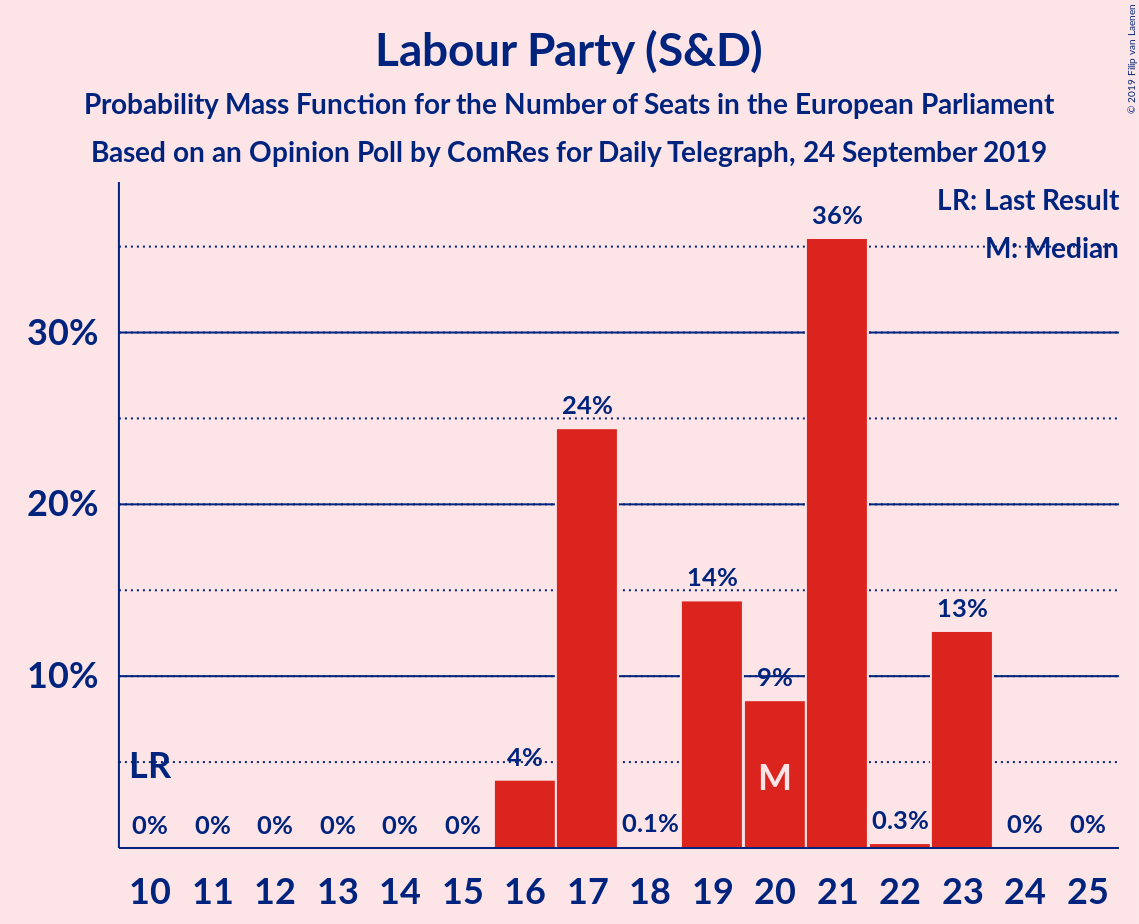 © 2019 Filip van Laenen
Labour Party (S&D)
Probability Mass Function for the Number of Seats in the European Parliament
Based on an Opinion Poll by ComRes for Daily Telegraph, 24 September 2019
LR: Last Result
M: Median
36%
30%
24%
20%
14%
13%
10%
9%
LR
4%
M
0% 0% 0% 0% 0% 0% 0.1% 0.3% 0% 0%
10 11 12 13 14 15 16 17 18 19 20 21 22 23 24 25